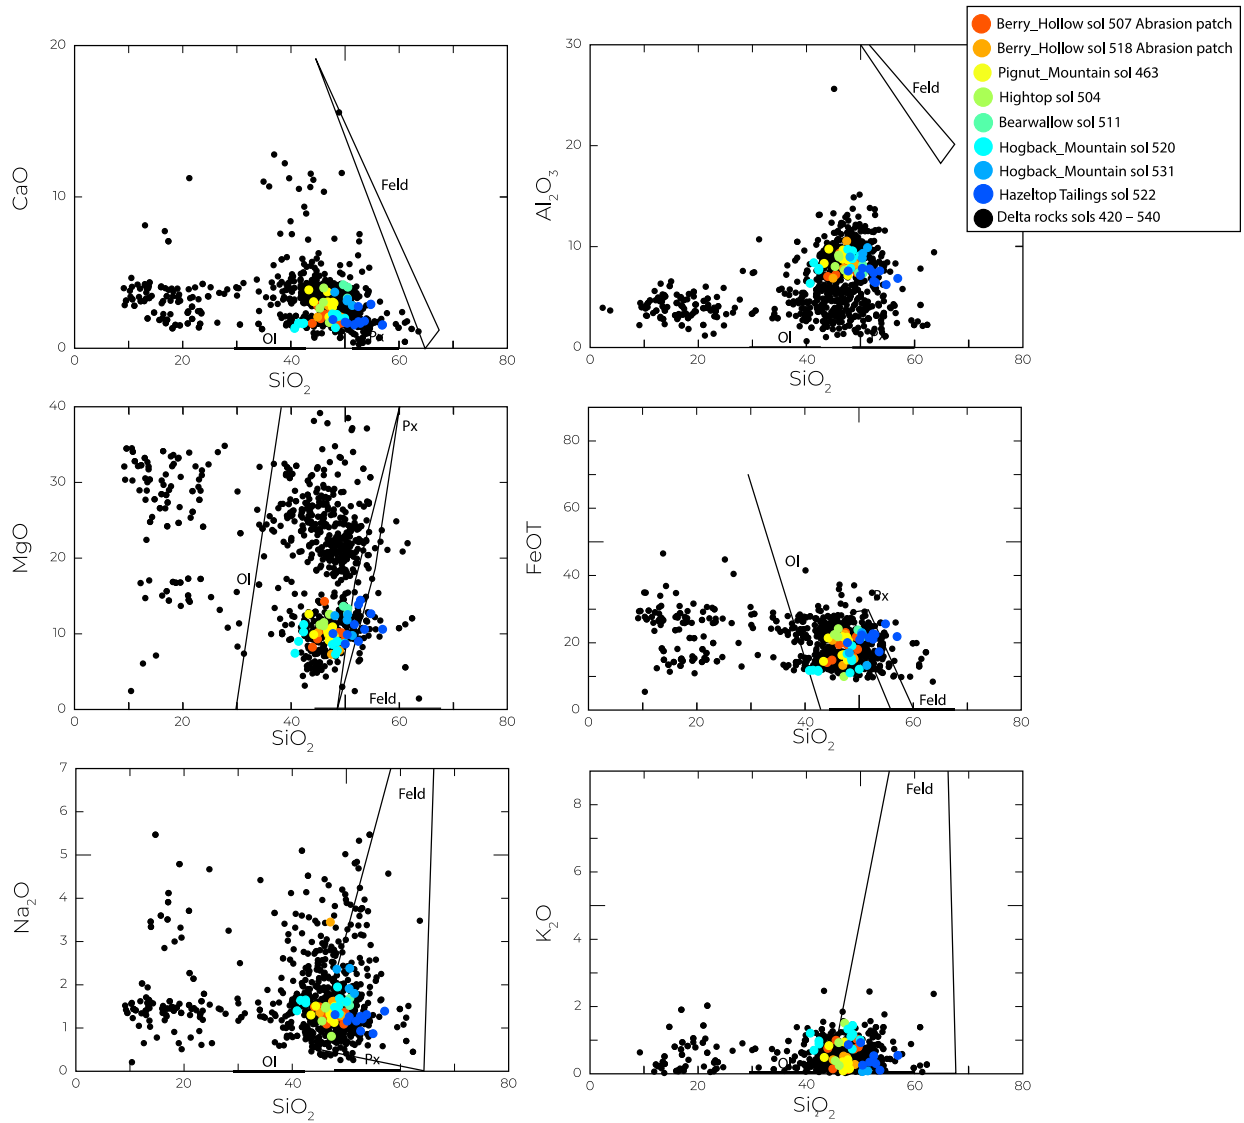 Berry_Hollow sol 507 Abrasion patch
Berry_Hollow sol 518 Abrasion patch
Pignut_Mountain sol 463
Hightop sol 504
Bearwallow sol 511
Hogback_Mountain sol 520
Hogback_Mountain sol 531
Hazeltop Tailings sol 522
Delta rocks sols 420 – 540
20
10
0
CaO
Feld
Ol
Px
0 20 40 60 80
SiO₂
30
20
10
0
Al₂O₃
Feld
Ol
0 20 40 60 80
SiO₂
40
30
20
10
0
MgO
Px
Ol
Feld
0 20 40 60 80
SiO₂
80
60
40
20
0
FeOT
Ol
Px
Feld
0 20 40 60 80
SiO₂
7
6
5
4
3
2
1
0
Na₂O
Feld
Ol
Px
0 20 40 60 80
SiO₂
8
6
4
2
0
K₂O
Feld
0 20 40 60 80
SiO₂